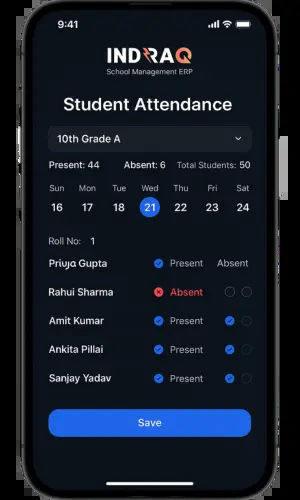 9:41
INDRAQ
School Management ERP
Student Attendance
10th Grade A
Present: 44 Absent: 6 Total Students: 50
Sun Mon Tue Wed Thu Fri Sat
16 17 18 21 22 23 24
Roll No: 1
Priya Gupta Present Absent
Rahui Sharma Absent
Amit Kumar Present
Ankita Pillai Present
Sanjay Yadav Present
Save